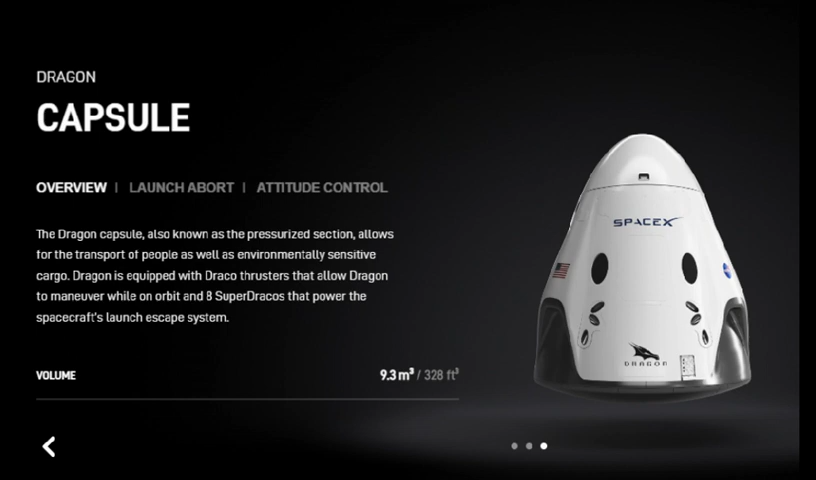 DRAGON
CAPSULE
OVERVIEW | LAUNCH ABORT | ATTITUDE CONTROL
The Dragon capsule, also known as the pressurized section, allows
for the transport of people as well as environmentally sensitive
cargo. Dragon is equipped with Draco thrusters that allow Dragon
to maneuver while on orbit and 8 SuperDracos that power the
spacecraft's launch escape system.
VOLUME 9.3 m³ / 328 ft³
SPACEX
DRAGON